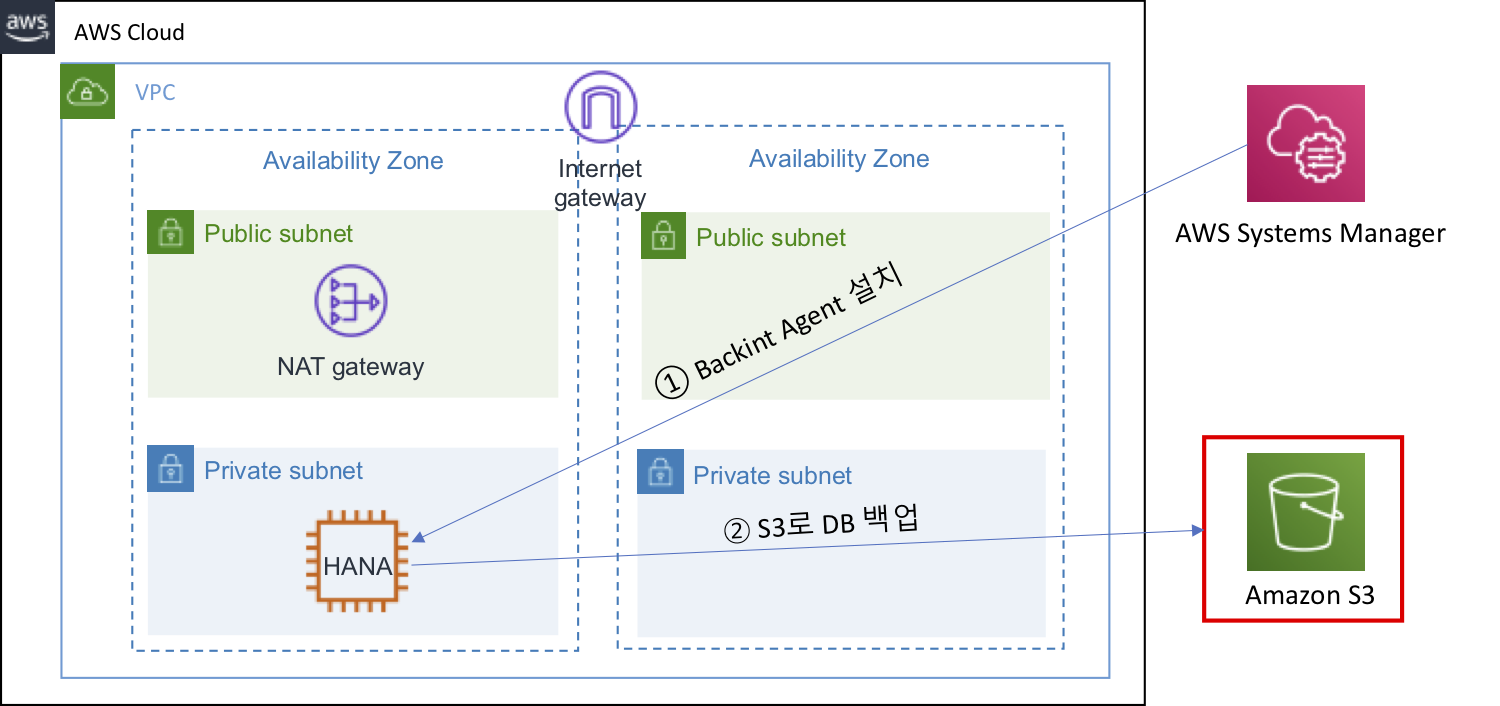 aws
AWS Cloud
VPC
Internet
gateway
Availability Zone
Availability Zone
AWS Systems Manager
Public subnet
Public subnet
NAT gateway
① Backint Agent 설치
Private subnet
Private subnet
HANA
② S3로 DB 백업
Amazon S3